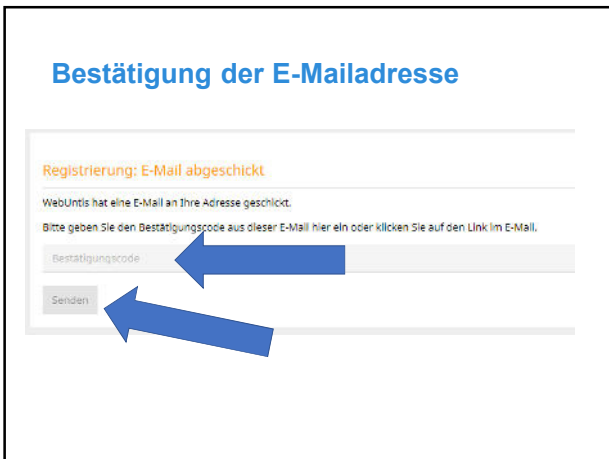 Bestätigung der E-Mailadresse
Registrierung: E-Mail abgeschickt
WebUntis hat eine E-Mail an Ihre Adresse geschickt.
Bitte geben Sie den Bestätigungscode aus dieser E-Mail hier ein oder klicken Sie auf den Link im E-Mail.
Bestätigungscode
Senden